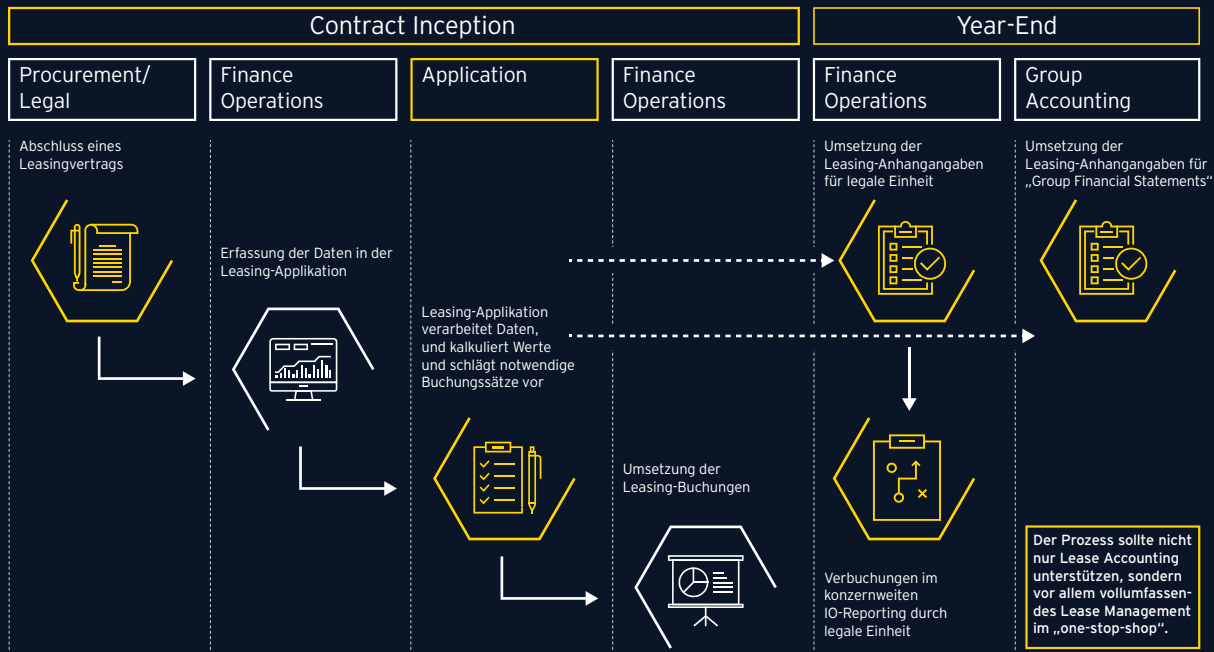 Contract Inception
Year-End
Procurement/
Legal
Finance
Operations
Application
Finance
Operations
Finance
Operations
Group
Accounting
Abschluss eines
Leasingvertrags
Erfassung der Daten in der
Leasing-Applikation
Leasing-Applikation
verarbeitet Daten,
und kalkuliert Werte
und schlägt notwendige
Buchungssätze vor
Umsetzung der
Leasing-Buchungen
Umsetzung der
Leasing-Anhangangaben
für legale Einheit
Verbuchungen im
konzernweiten
IO-Reporting durch
legale Einheit
Umsetzung der
Leasing-Anhangangaben für
„Group Financial Statements“
Der Prozess sollte nicht
nur Lease Accounting
unterstützen, sondern
vor allem vollumfassen-
des Lease Management
im „one-stop-shop“.